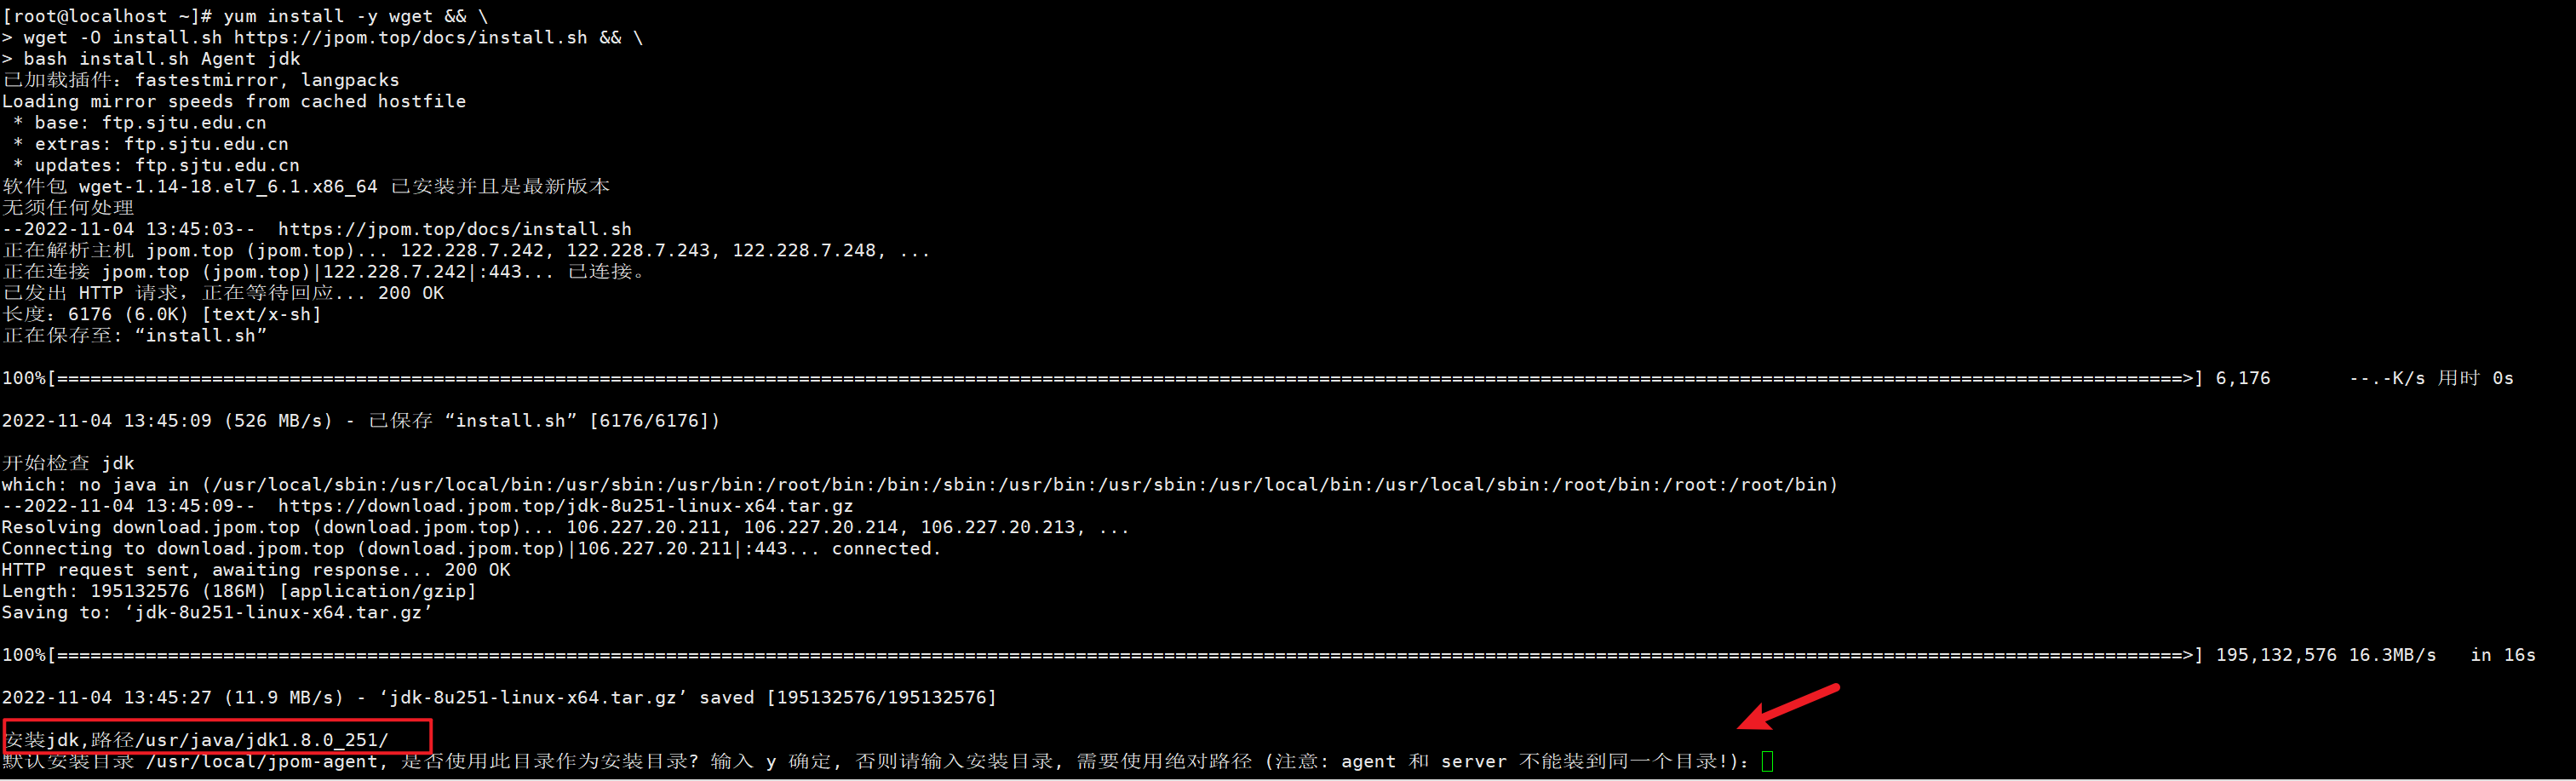 [root@localhost ~]# yum install -y wget && \
> wget -O install.sh https://jpom.top/docs/install.sh && \
> bash install.sh Agent jdk
已加载插件：fastestmirror, langpacks
Loading mirror speeds from cached hostfile
 * base: ftp.sjtu.edu.cn
 * extras: ftp.sjtu.edu.cn
 * updates: ftp.sjtu.edu.cn
软件包 wget-1.14-18.el7_6.1.x86_64 已安装并且是最新版本
无须任何处理
--2022-11-04 13:45:03--  https://jpom.top/docs/install.sh
正在解析主机 jpom.top (jpom.top)... 122.228.7.242, 122.228.7.243, 122.228.7.248, ...
正在连接 jpom.top (jpom.top)|122.228.7.242|:443... 已连接。
已发出 HTTP 请求，正在等待回应... 200 OK
长度：6176 (6.0K) [text/x-sh]
正在保存至: “install.sh”
100%[=================================================>] 6,176       --.-K/s 用时 0s
2022-11-04 13:45:09 (526 MB/s) - 已保存 “install.sh” [6176/6176])
开始检查 jdk
which: no java in (/usr/local/sbin:/usr/local/bin:/usr/sbin:/usr/bin:/root/bin:/bin:/sbin:/usr/bin:/usr/sbin:/usr/local/bin:/usr/local/sbin:/root/bin:/root:/root/bin)
--2022-11-04 13:45:09--  https://download.jpom.top/jdk-8u251-linux-x64.tar.gz
Resolving download.jpom.top (download.jpom.top)... 106.227.20.211, 106.227.20.214, 106.227.20.213, ...
Connecting to download.jpom.top (download.jpom.top)|106.227.20.211|:443... connected.
HTTP request sent, awaiting response... 200 OK
Length: 195132576 (186M) [application/gzip]
Saving to: ‘jdk-8u251-linux-x64.tar.gz’
100%[=================================================>] 195,132,576 16.3MB/s   in 16s
2022-11-04 13:45:27 (11.9 MB/s) - ‘jdk-8u251-linux-x64.tar.gz’ saved [195132576/195132576]
安装jdk,路径/usr/java/jdk1.8.0_251/
默认安装目录 /usr/local/jpom-agent, 是否使用此目录作为安装目录? 输入 y 确定, 否则请输入安装目录, 需要使用绝对路径 (注意: agent 和 server 不能装到同一个目录!)：